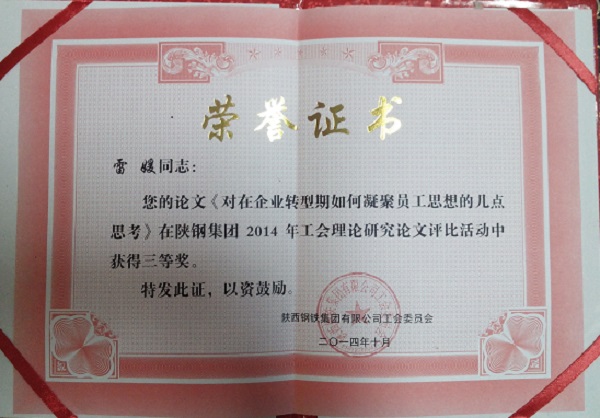 荣誉证书
雷媛同志：
您的论文《对在企业转型期如何凝聚员工思想的几点
思考》在陕钢集团2014年工会理论研究论文评比活动中
获得三等奖。
特发此证，以资鼓励。
陕西钢铁集团有限公司工会委员会
二〇一四年十月